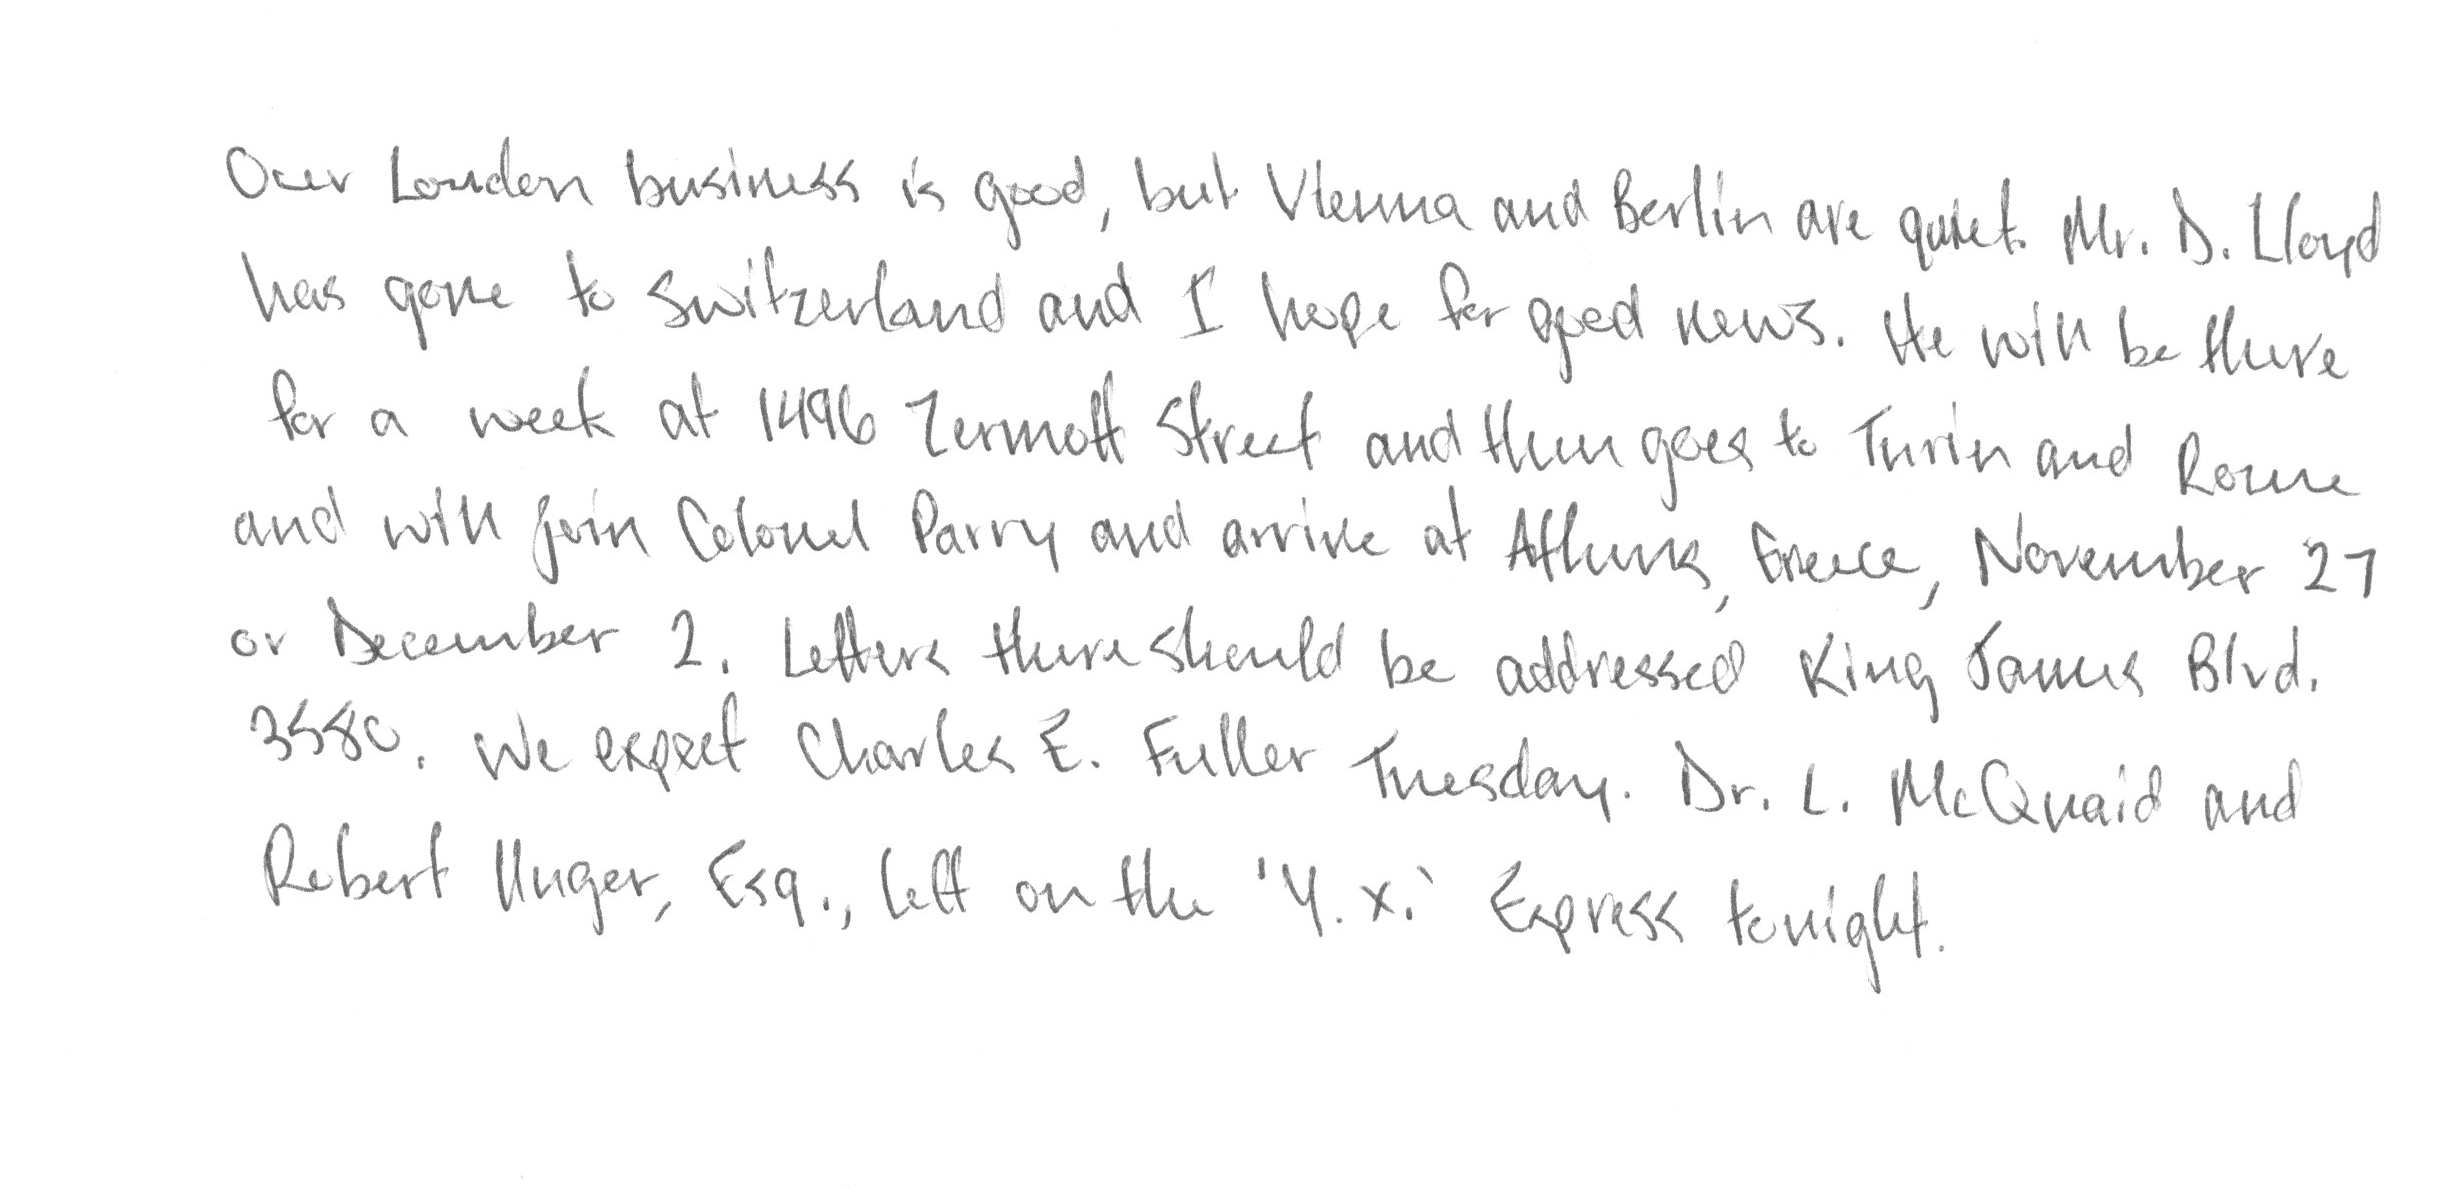 Our London business is good, but Vienna and Berlin are quiet. Mr. D. Lloyd
has gone to Switzerland and I hope for good news. He will be there
for a week at 1496 Zermott Street and then goes to Turin and Rome
and will join Colonel Parry and arrive at Athens, Greece, November 27
or December 2. Letters there should be addressed King James Blvd.
3580. We expect Charles E. Fuller Tuesday. Dr. L. McQuaid and
Robert Unger, Esq., left on the 'Y.X.' Express tonight.